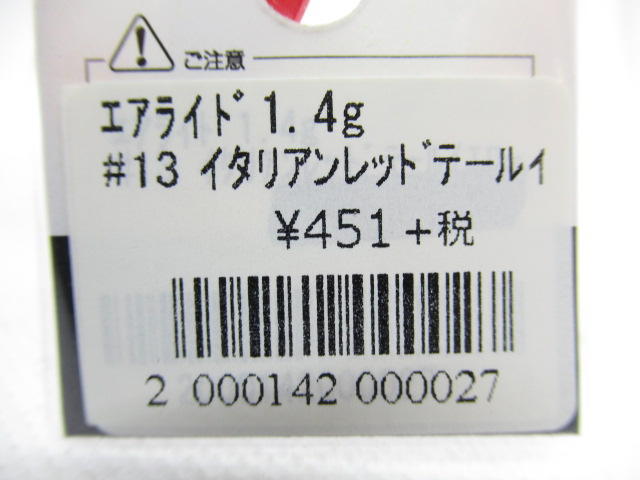 ご注意
エアライド 1.4g
#13 イタリアンレッドテールイ
¥451+税
2 000142 000027